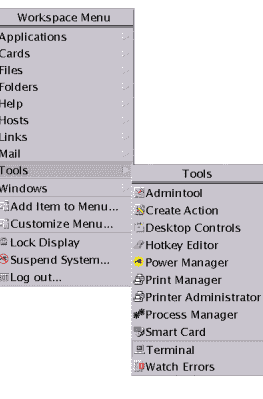 Workspace Menu
Applications
Cards
Files
Folders
Help
Hosts
Links
Mail
Tools
Windows
Add Item to Menu...
Customize Menu...
Lock Display
Suspend System...
Log out...
Tools
Admintool
Create Action
Desktop Controls
Hotkey Editor
Power Manager
Print Manager
Printer Administrator
Process Manager
Smart Card
Terminal
Watch Errors